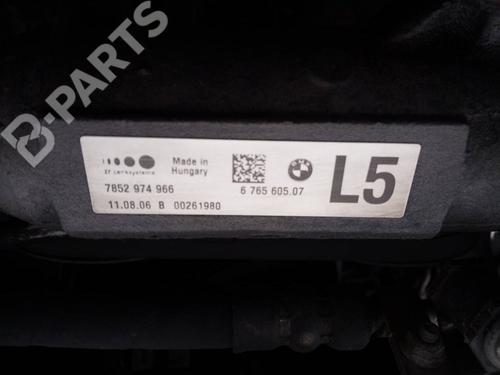 B-PARTS
Made in
Hungary
ZF Lenksysteme
7852 974 966
6 765 605.07
L5
11.08.06 B 00261980